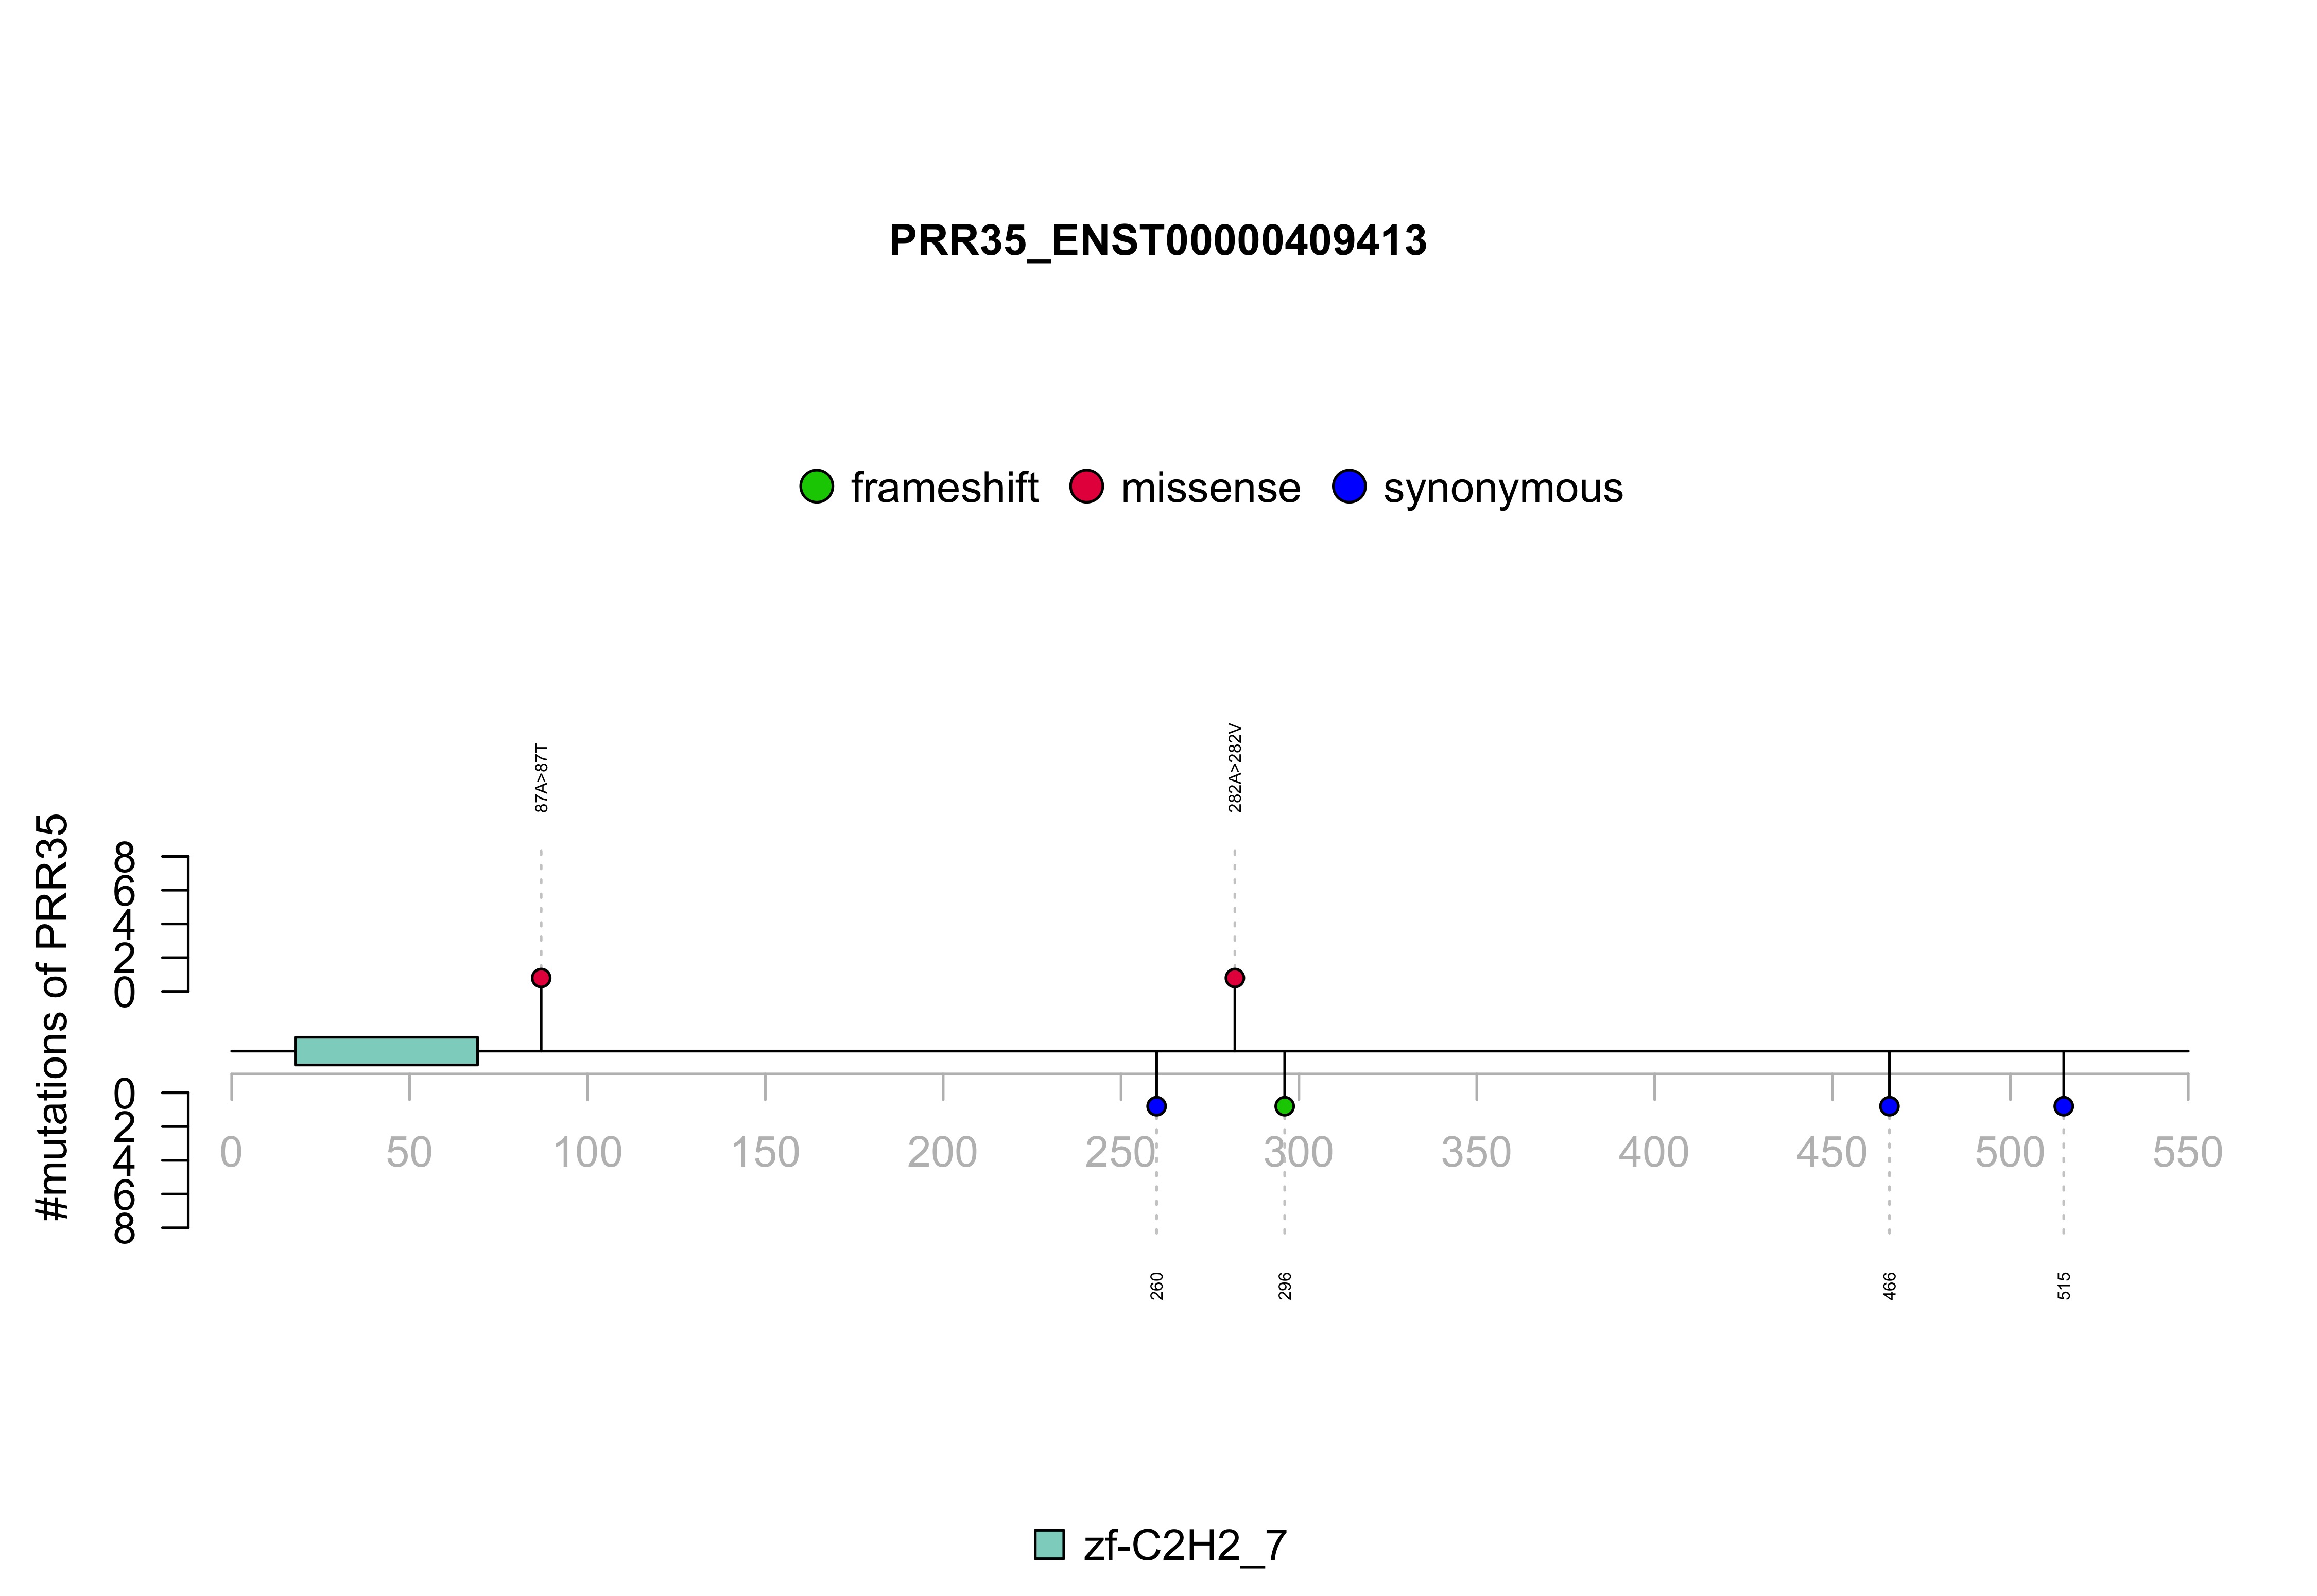 PRR35_ENST00000409413
frameshift missense synonymous
87A>87T
282A>282V
#mutations of PRR35
8
6
4
2
0
0
2
4
6
8
0 50 100 150 200 250 300 350 400 450 500 550
260
296
466
515
zf-C2H2_7